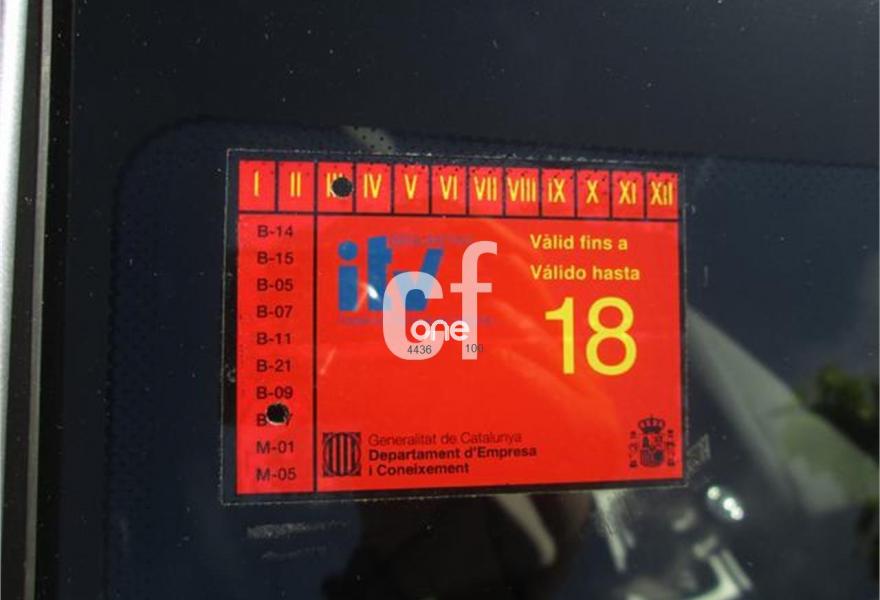 I II III IV V VI VII VIII IX X XI XII
B-14
B-15
B-05
B-07
B-11
B-21
B-09
M-01
M-05
itv
Vàlid fins a
Válido hasta
18
cf
one
4436 100
Generalitat de Catalunya
Departament d'Empresa
i Coneixement